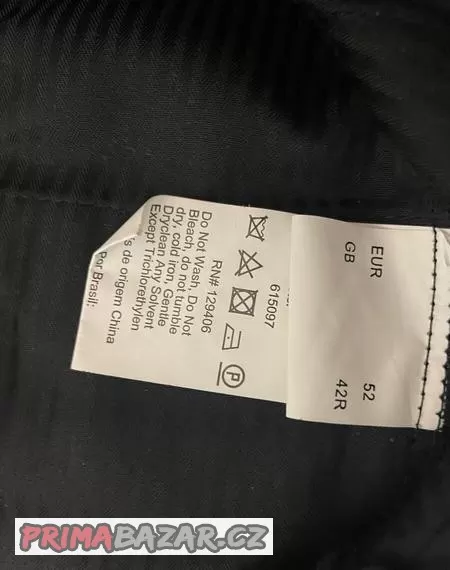 EUR 52
GB 42R
615097
RN# 129406
Do Not Wash, Do Not
Bleach, do not tumble
dry, cold iron, Gentle
Dryclean Any Solvent
Except Trichlorethylen
s de origem China
Por Brasil:
P
PRIMABAZAR.CZ